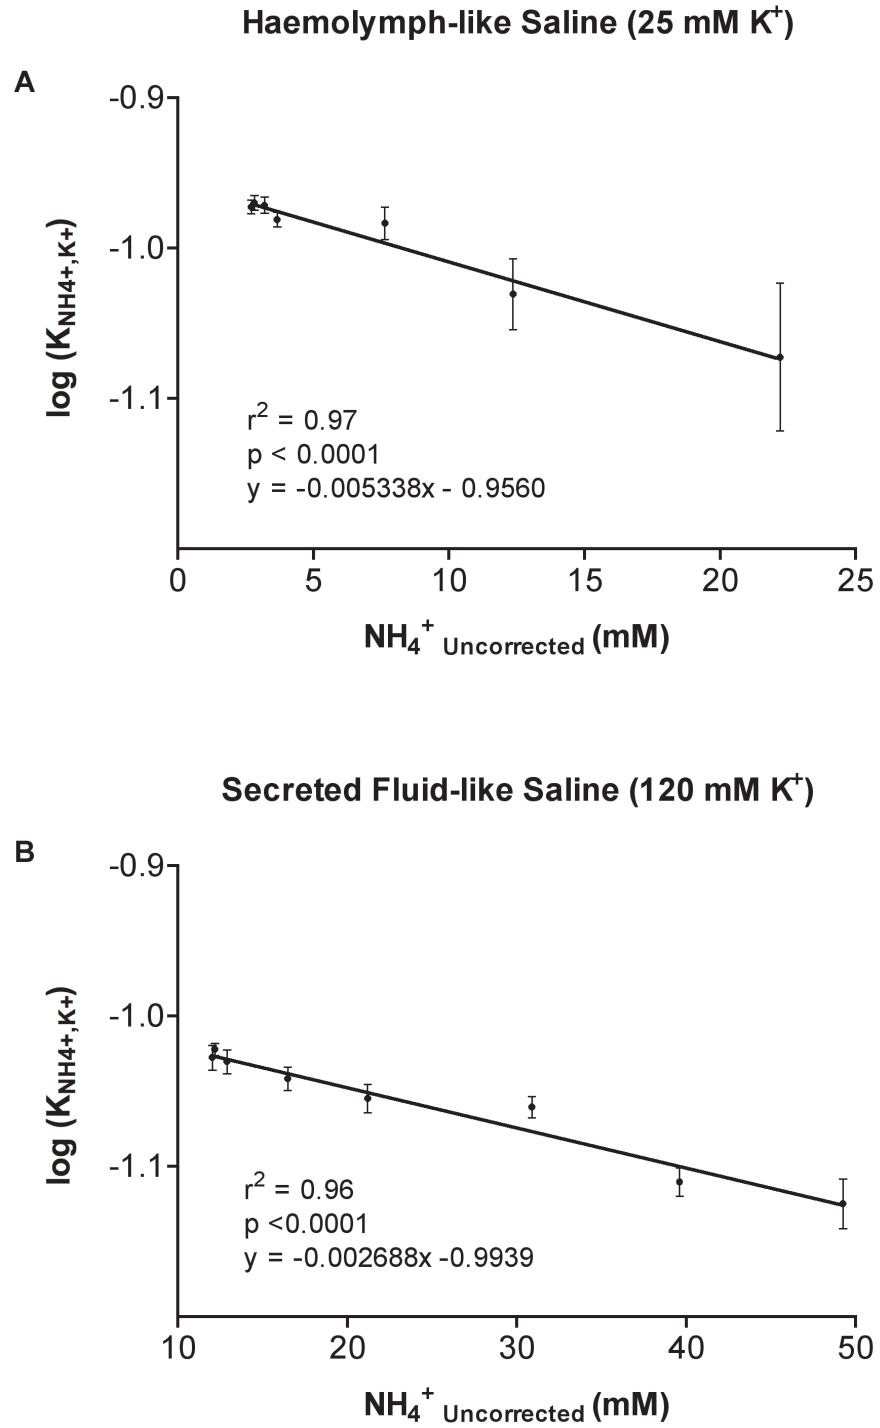 Haemolymph-like Saline (25 mM K⁺)
A
-0.9
-1.0
-1.1
log (K_NH4+,K+)
r² = 0.97
p < 0.0001
y = -0.005338x - 0.9560
0 5 10 15 20 25
NH₄⁺ Uncorrected (mM)
Secreted Fluid-like Saline (120 mM K⁺)
B
-0.9
-1.0
-1.1
log (K_NH4+,K+)
r² = 0.96
p <0.0001
y = -0.002688x -0.9939
10 20 30 40 50
NH₄⁺ Uncorrected (mM)